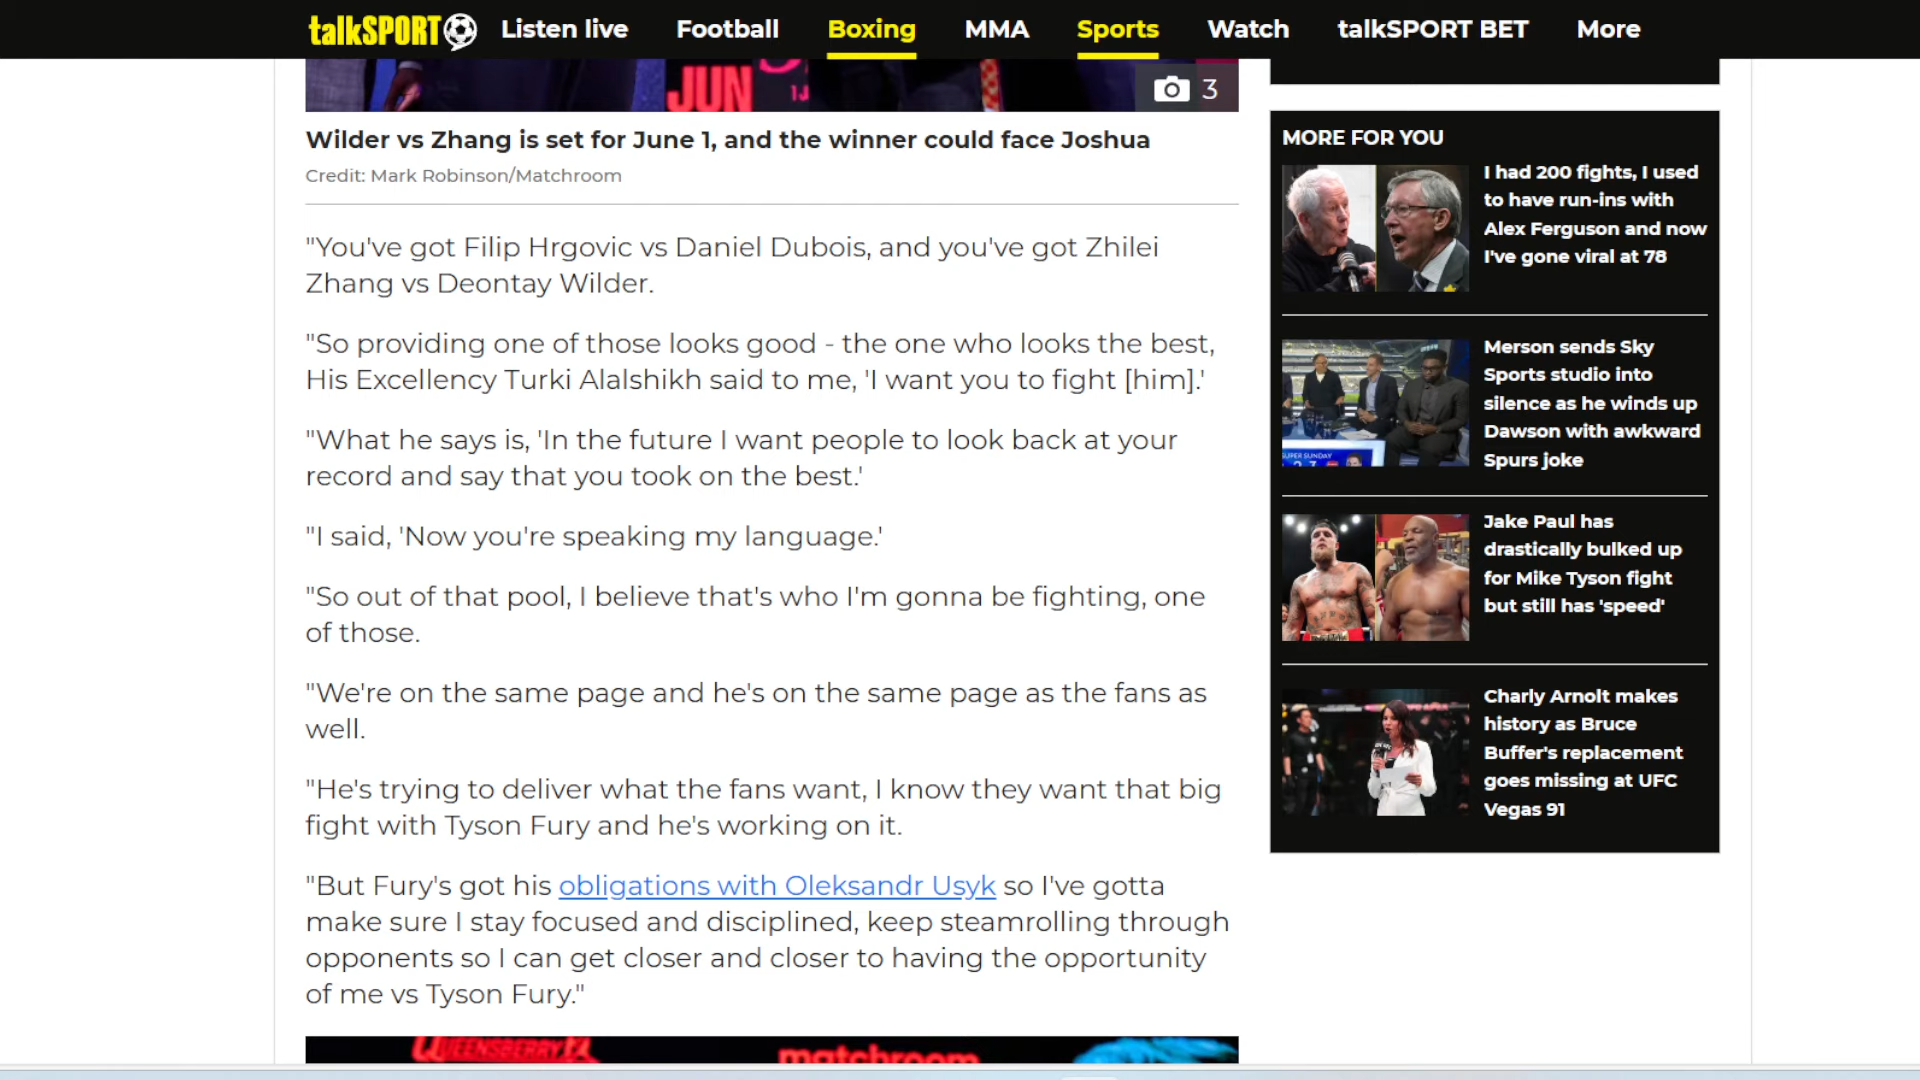 talkSPORT Listen live Football Boxing MMA Sports Watch talkSPORT BET More
JUN
3
Wilder vs Zhang is set for June 1, and the winner could face Joshua
Credit: Mark Robinson/Matchroom
"You've got Filip Hrgovic vs Daniel Dubois, and you've got Zhilei
Zhang vs Deontay Wilder.
"So providing one of those looks good - the one who looks the best,
His Excellency Turki Alalshikh said to me, 'I want you to fight [him].'
"What he says is, 'In the future I want people to look back at your
record and say that you took on the best.'
"I said, 'Now you're speaking my language.'
"So out of that pool, I believe that's who I'm gonna be fighting, one
of those.
"We're on the same page and he's on the same page as the fans as
well.
"He's trying to deliver what the fans want, I know they want that big
fight with Tyson Fury and he's working on it.
"But Fury's got his obligations with Oleksandr Usyk so I've gotta
make sure I stay focused and disciplined, keep steamrolling through
opponents so I can get closer and closer to having the opportunity
of me vs Tyson Fury."
QUEENSBERRY
matchroom
MORE FOR YOU
I had 200 fights, I used
to have run-ins with
Alex Ferguson and now
I've gone viral at 78
Merson sends Sky
Sports studio into
silence as he winds up
Dawson with awkward
Spurs joke
SUPER SUNDAY
Jake Paul has
drastically bulked up
for Mike Tyson fight
but still has 'speed'
Charly Arnolt makes
history as Bruce
Buffer's replacement
goes missing at UFC
Vegas 91